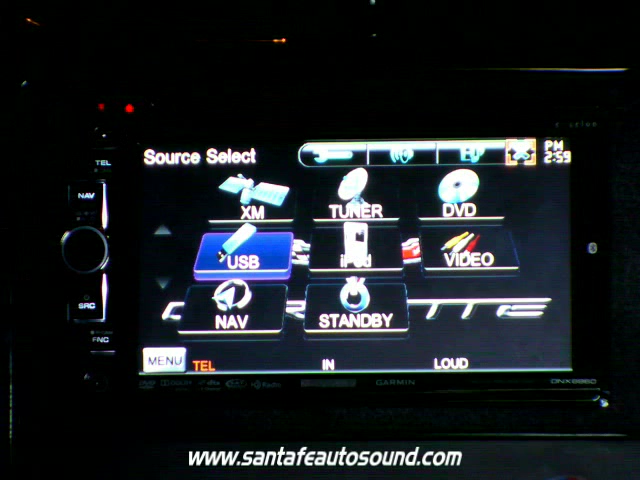 TEL
NAV
SRC
FNC
Source Select
PM
2:59
XM TUNER DVD
USB iPod VIDEO
NAV STANDBY
MENU TEL IN LOUD
GARMIN
www.santafeautosound.com